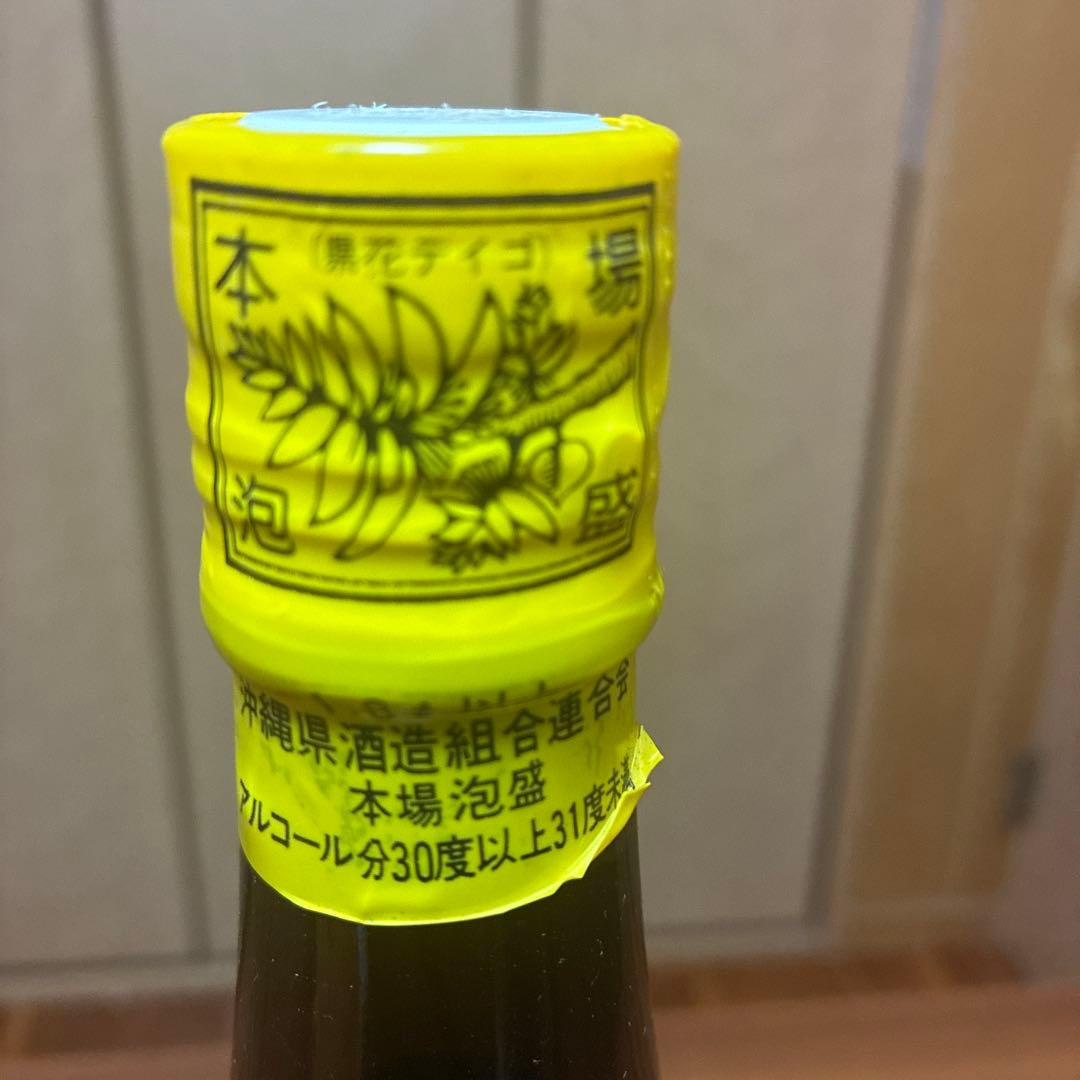 本 場
(県花デイゴ)
泡 盛
沖縄県酒造組合連合会
本場泡盛
アルコール分30度以上31度未満